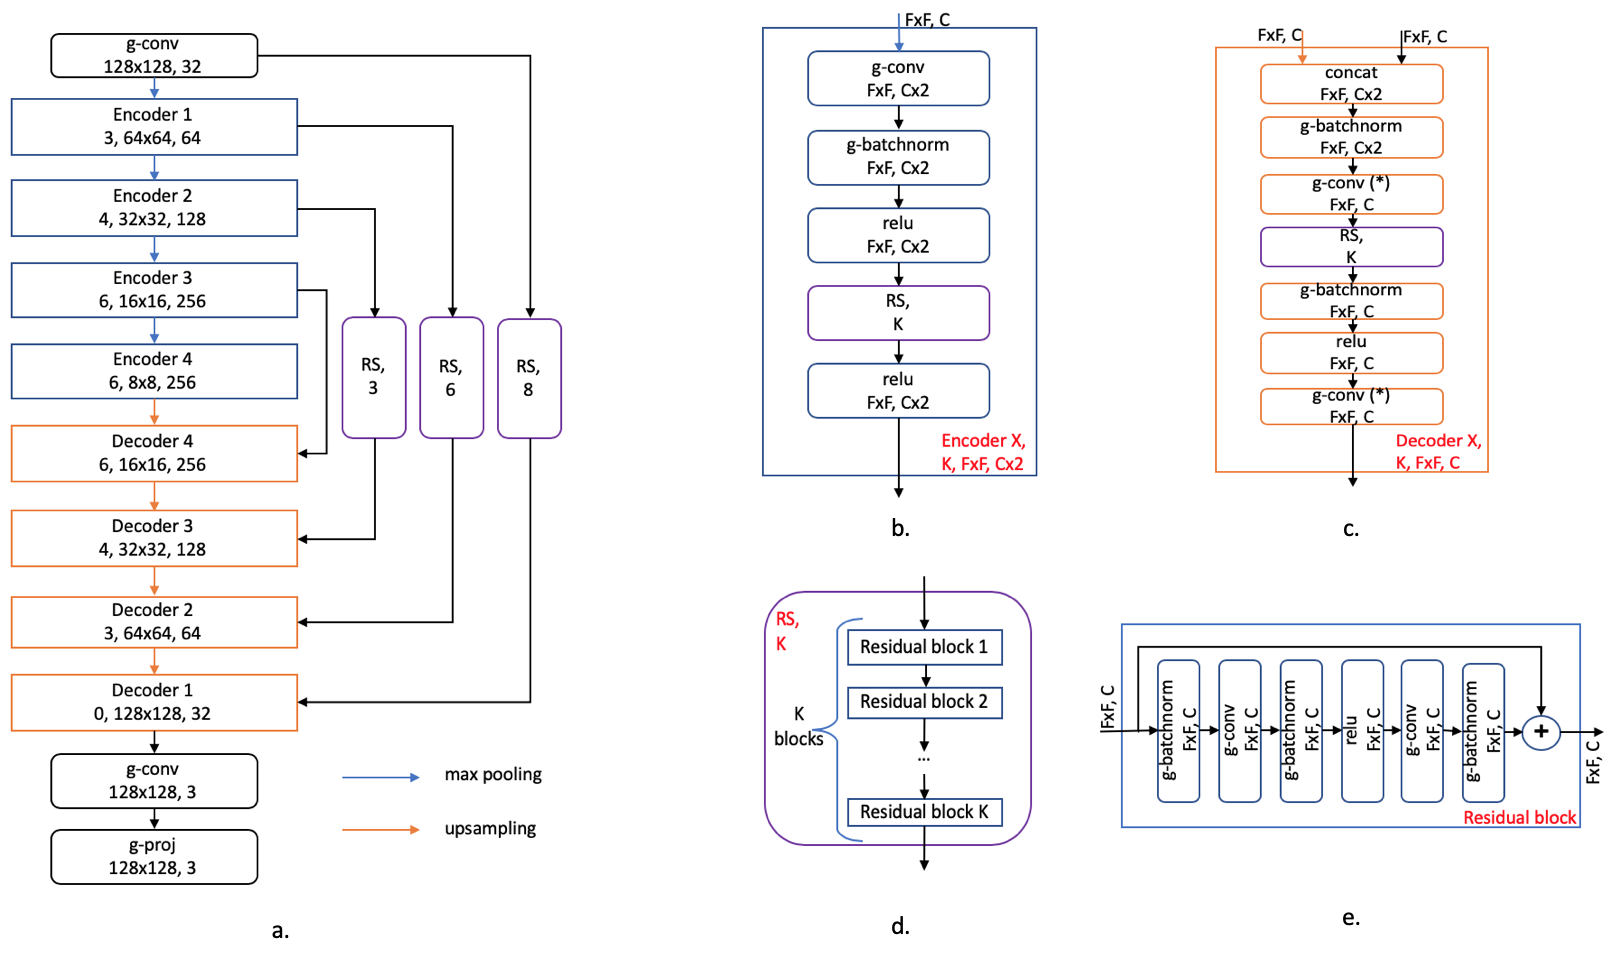 g-conv
128x128, 32
Encoder 1
3, 64x64, 64
Encoder 2
4, 32x32, 128
Encoder 3
6, 16x16, 256
Encoder 4
6, 8x8, 256
Decoder 4
6, 16x16, 256
Decoder 3
4, 32x32, 128
Decoder 2
3, 64x64, 64
Decoder 1
0, 128x128, 32
g-conv
128x128, 3
g-proj
128x128, 3
RS,
3
RS,
6
RS,
8
max pooling
upsampling
a.
FxF, C
g-conv
FxF, Cx2
g-batchnorm
FxF, Cx2
relu
FxF, Cx2
RS,
K
relu
FxF, Cx2
Encoder X,
K, FxF, Cx2
b.
FxF, C
FxF, C
concat
FxF, Cx2
g-batchnorm
FxF, Cx2
g-conv (*)
FxF, C
RS,
K
g-batchnorm
FxF, C
relu
FxF, C
g-conv (*)
FxF, C
Decoder X,
K, FxF, C
c.
RS,
K
K
blocks
Residual block 1
Residual block 2
...
Residual block K
d.
FxF, C
g-batchnorm
FxF, C
g-conv
FxF, C
g-batchnorm
FxF, C
relu
FxF, C
g-conv
FxF, C
g-batchnorm
FxF, C
+
FxF, C
Residual block
e.